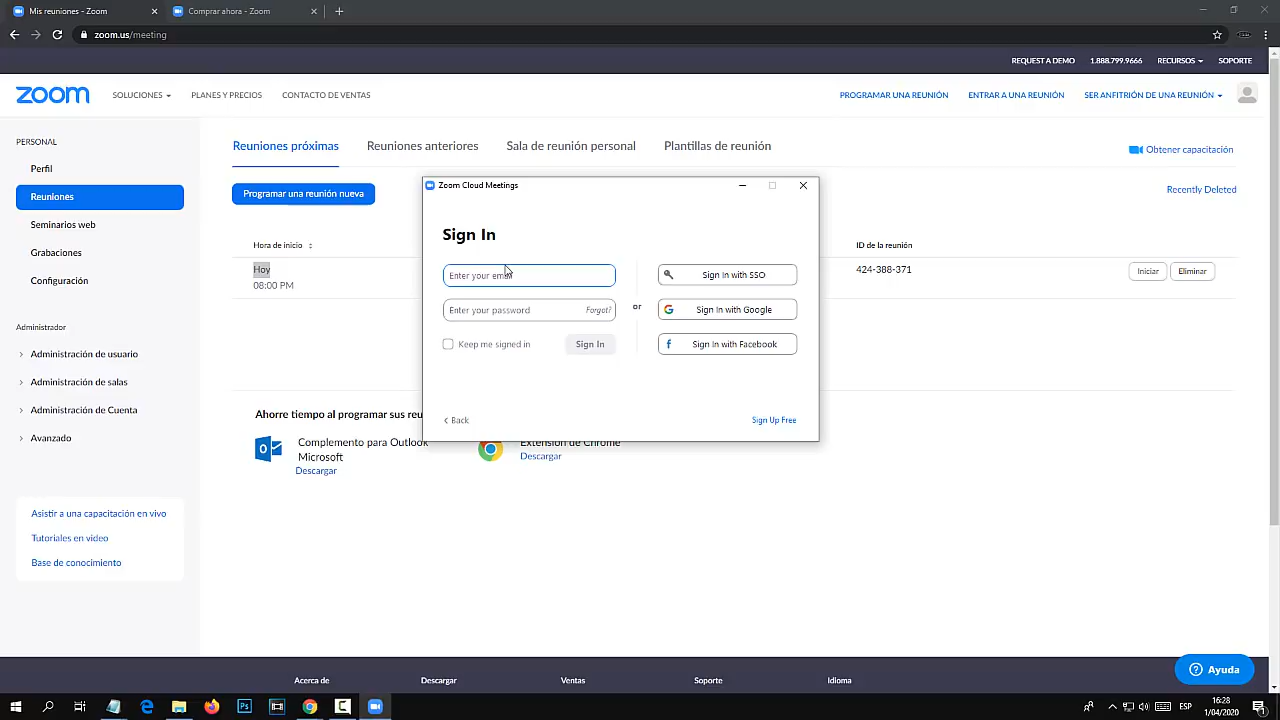 Mis reuniones - Zoom
Comprar ahora - Zoom
zoom.us/meeting
REQUEST A DEMO 1.888.799.9666 RECURSOS SOPORTE
zoom SOLUCIONES PLANES Y PRECIOS CONTACTO DE VENTAS PROGRAMAR UNA REUNIÓN ENTRAR A UNA REUNIÓN SER ANFITRIÓN DE UNA REUNIÓN
PERSONAL
Perfil
Reuniones
Seminarios web
Grabaciones
Configuración
Administrador
Administración de usuario
Administración de salas
Administración de Cuenta
Avanzado
Asistir a una capacitación en vivo
Tutoriales en video
Base de conocimiento
Reuniones próximas Reuniones anteriores Sala de reunión personal Plantillas de reunión
Obtener capacitación
Programar una reunión nueva
Recently Deleted
Hora de inicio
ID de la reunión
Hoy
08:00 PM
424-388-371
Iniciar Eliminar
Zoom Cloud Meetings
Sign In
Enter your email
Enter your password Forgot?
Keep me signed in Sign In
or
Sign In with SSO
Sign In with Google
Sign In with Facebook
Back
Sign Up Free
Ahorre tiempo al programar sus reu
Complemento para Outlook
Microsoft
Descargar
Extensión de Chrome
Descargar
Acerca de Descargar Ventas Soporte Idioma
Ayuda
ESP
16:28
1/04/2020